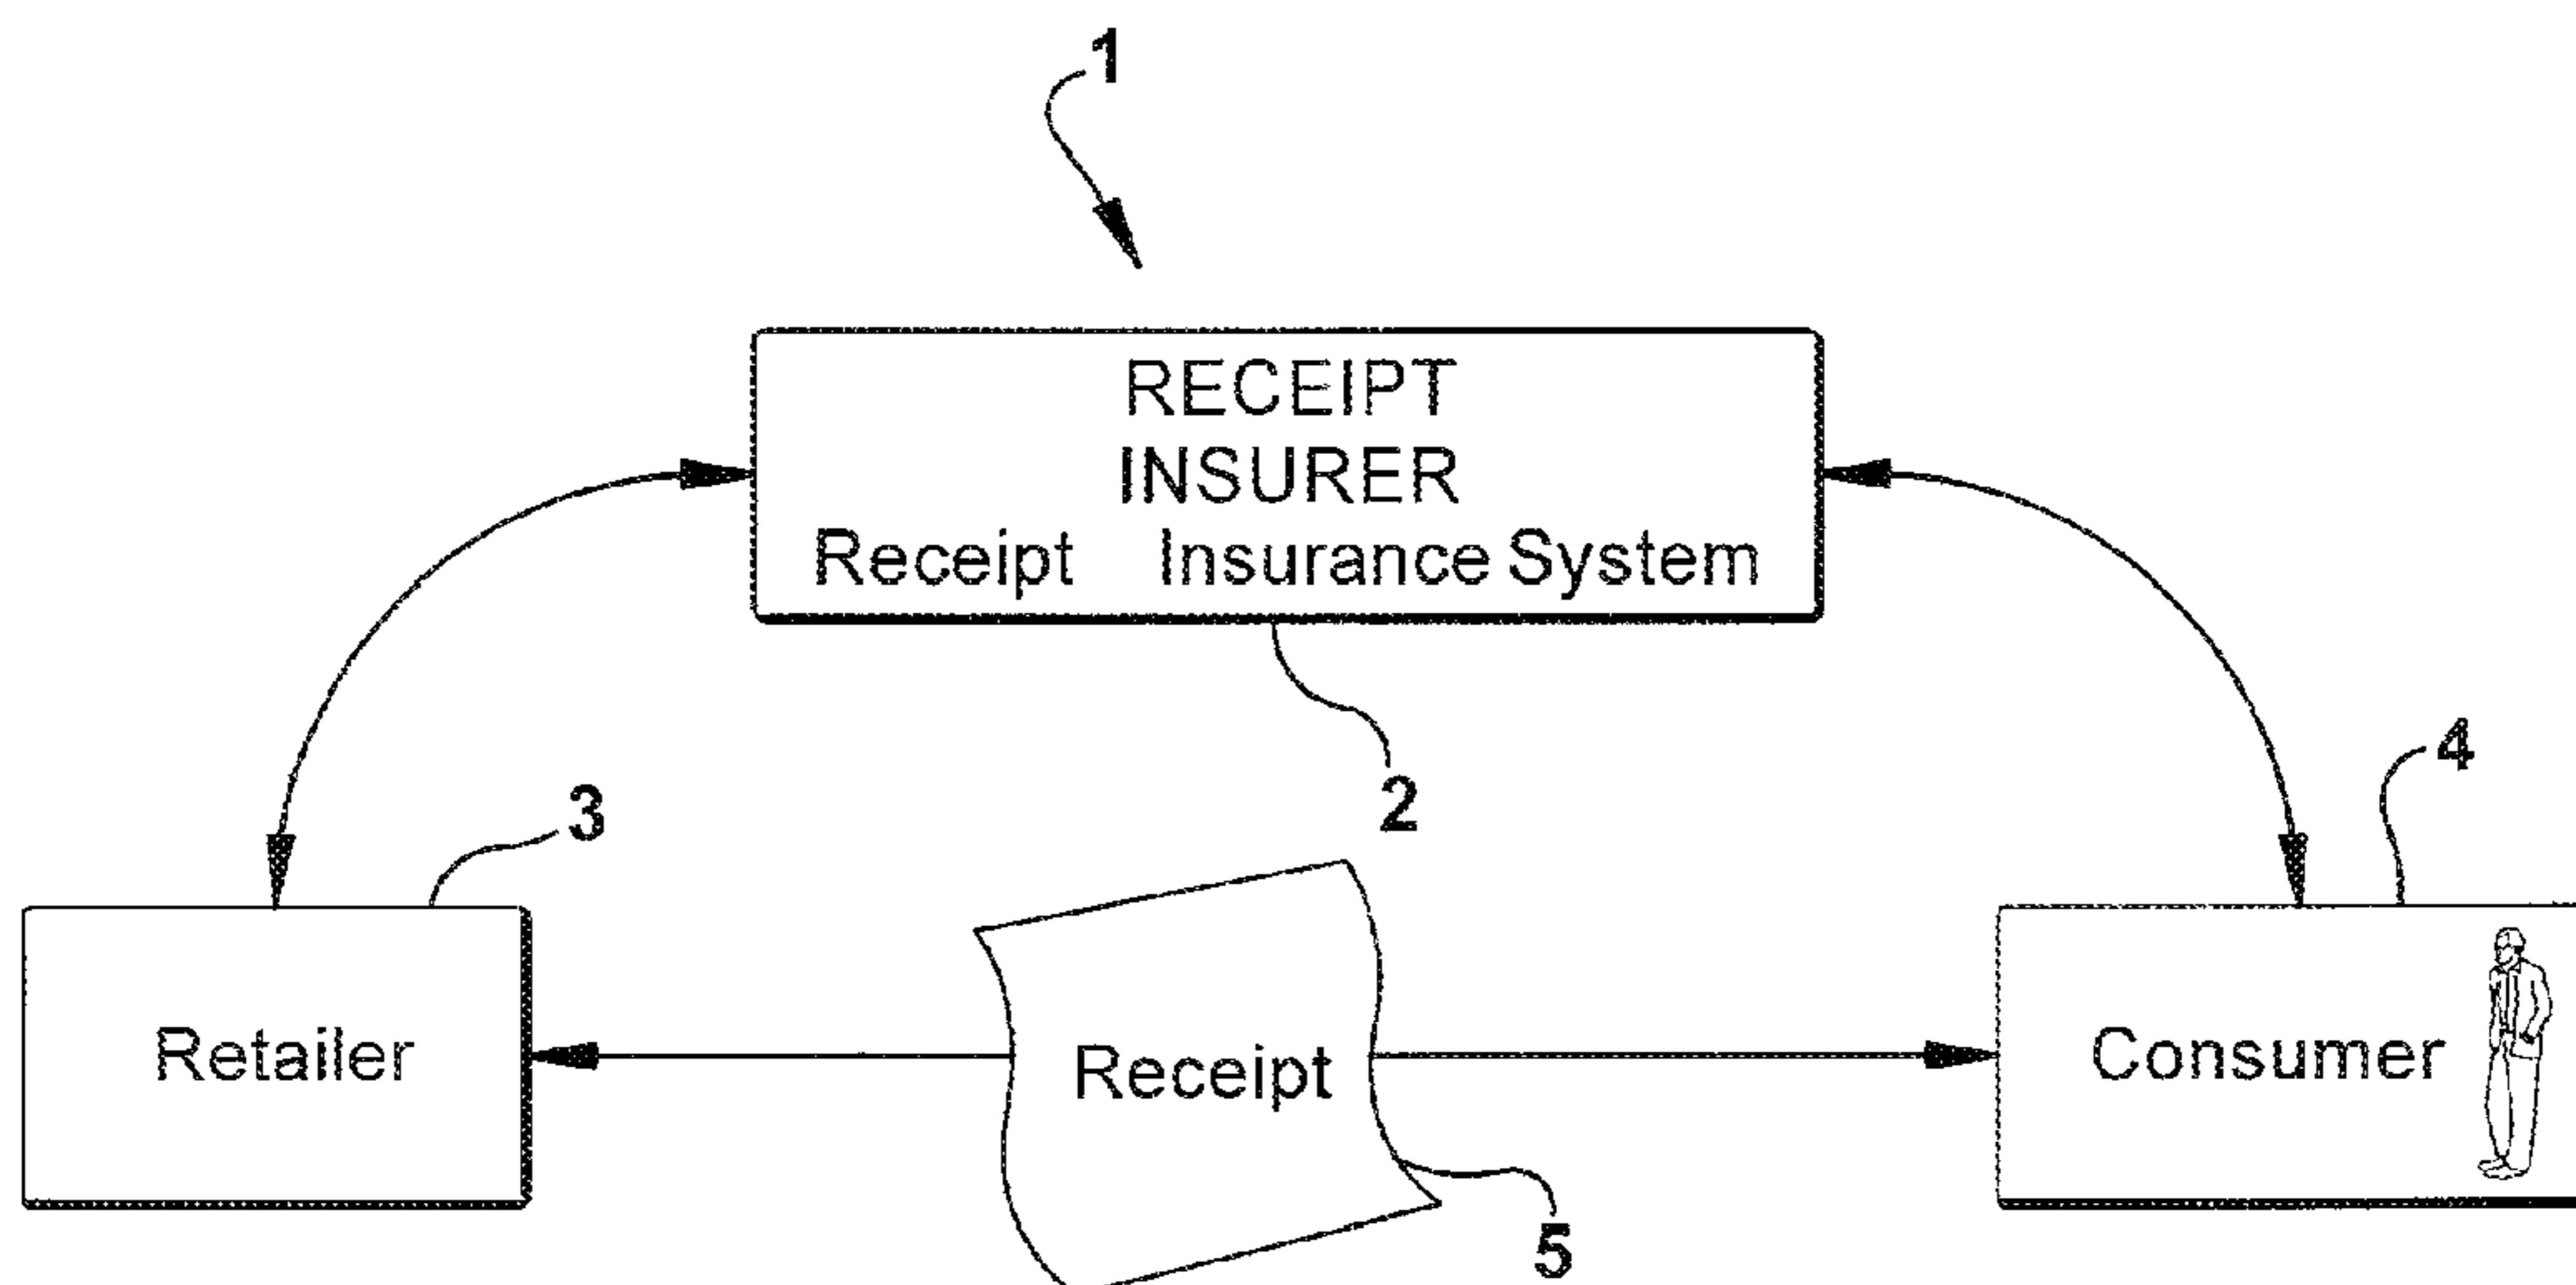 1
RECEIPT
INSURER
Receipt Insurance System
2
3
4
Retailer
Receipt
Consumer
5